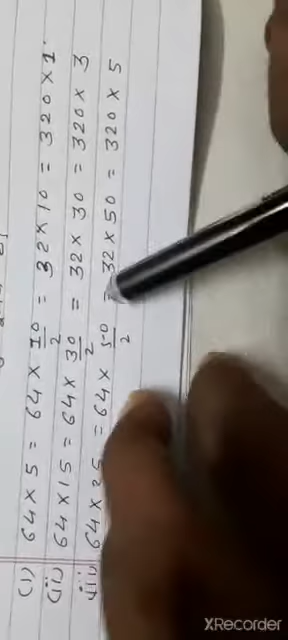 (i) 64 × 5 = 64 × 10/2 = 32 × 10 = 320 × 1
(ii) 64 × 15 = 64 × 30/2 = 32 × 30 = 320 × 3
(iii) 64 × 25 = 64 × 50/2 = 32 × 50 = 320 × 5
XRecorder